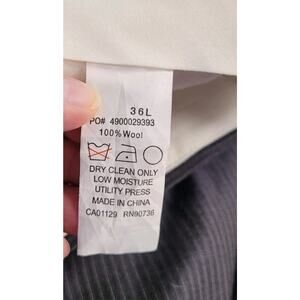 36L
PO# 4900029393
100% Wool
DRY CLEAN ONLY
LOW MOISTURE
UTILITY PRESS
MADE IN CHINA
CA01129 RN90736